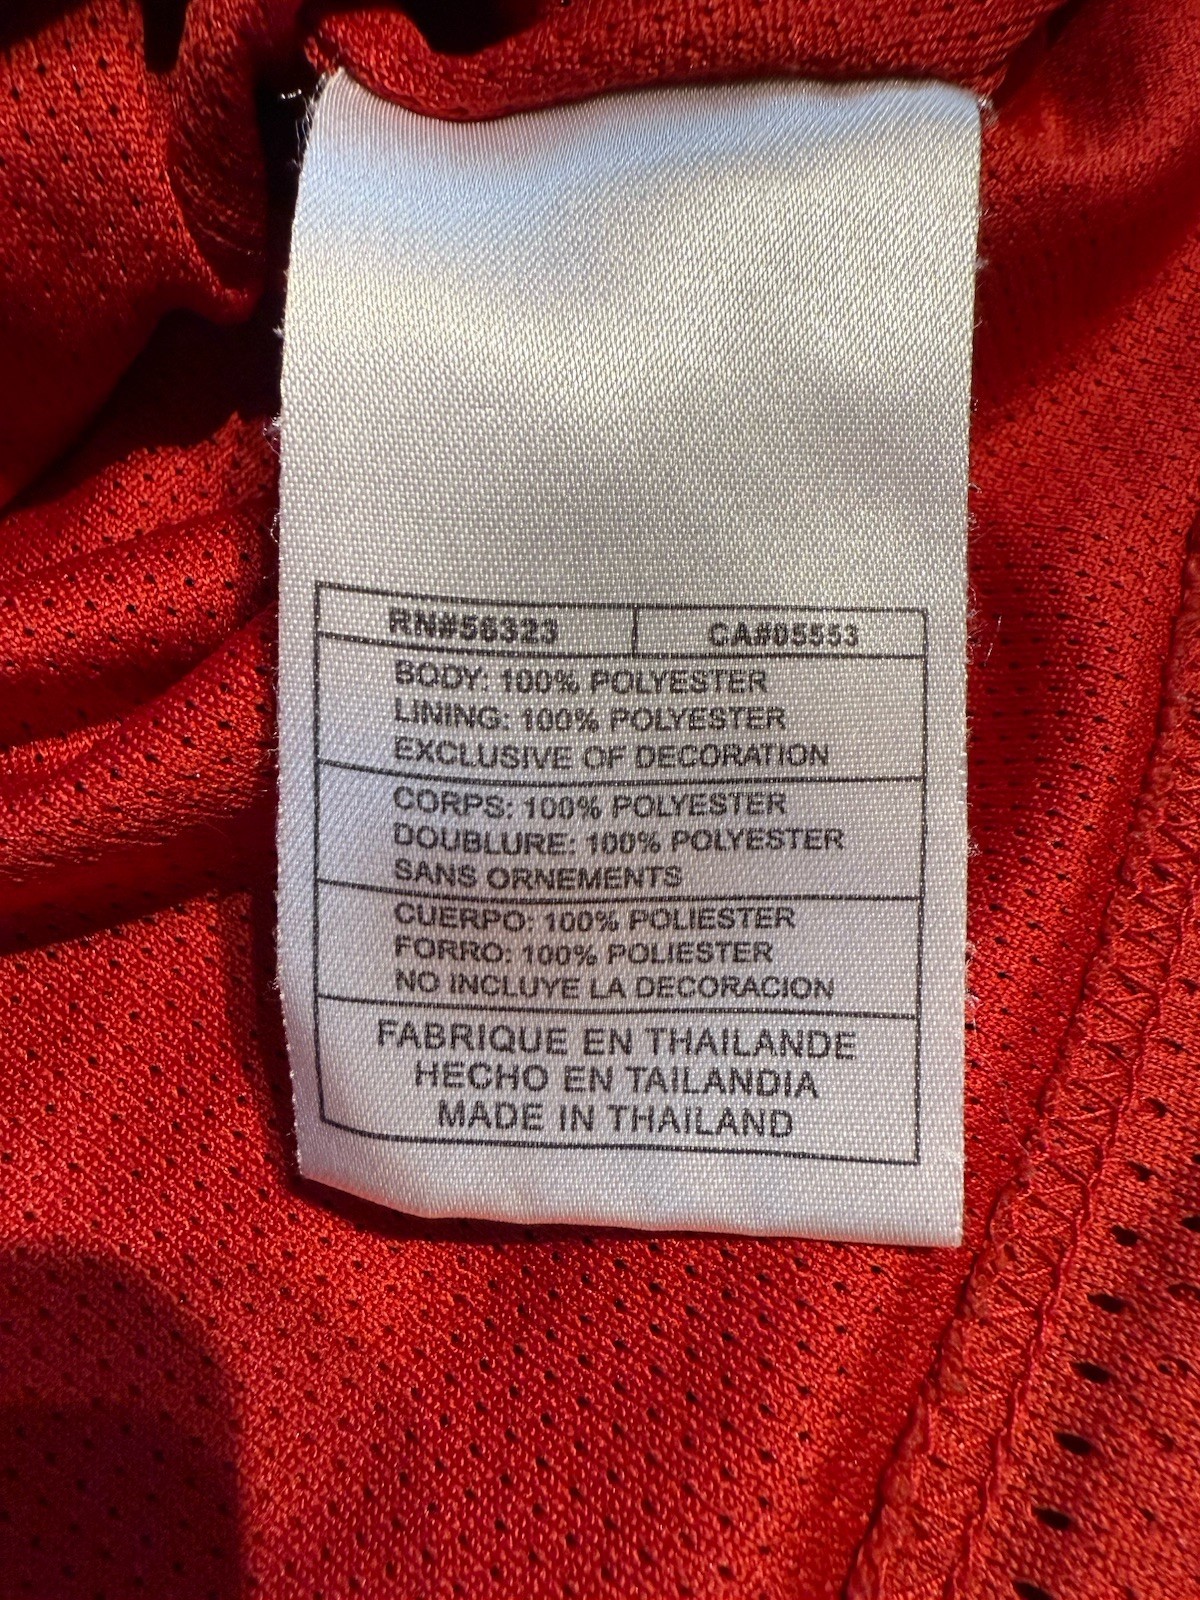 RN#56323 CA#05553
BODY: 100% POLYESTER
LINING: 100% POLYESTER
EXCLUSIVE OF DECORATION
CORPS: 100% POLYESTER
DOUBLURE: 100% POLYESTER
SANS ORNEMENTS
CUERPO: 100% POLIESTER
FORRO: 100% POLIESTER
NO INCLUYE LA DECORACION
FABRIQUE EN THAILANDE
HECHO EN TAILANDIA
MADE IN THAILAND